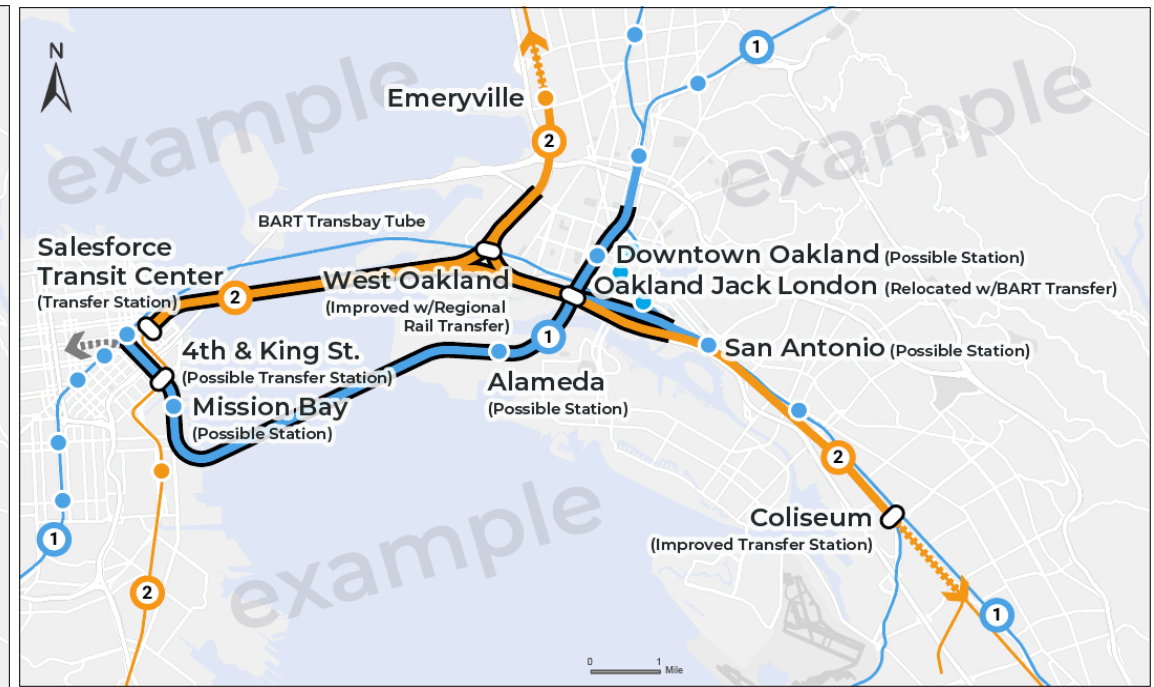 N
example
example
example
1
Emeryville
2
BART Transbay Tube
Salesforce
Transit Center
(Transfer Station)
2
West Oakland
(Improved w/Regional
Rail Transfer)
Downtown Oakland (Possible Station)
Oakland Jack London (Relocated w/BART Transfer)
1
4th & King St.
(Possible Transfer Station)
San Antonio (Possible Station)
Alameda
(Possible Station)
Mission Bay
(Possible Station)
2
Coliseum
(Improved Transfer Station)
1
2
1
0 1
Mile